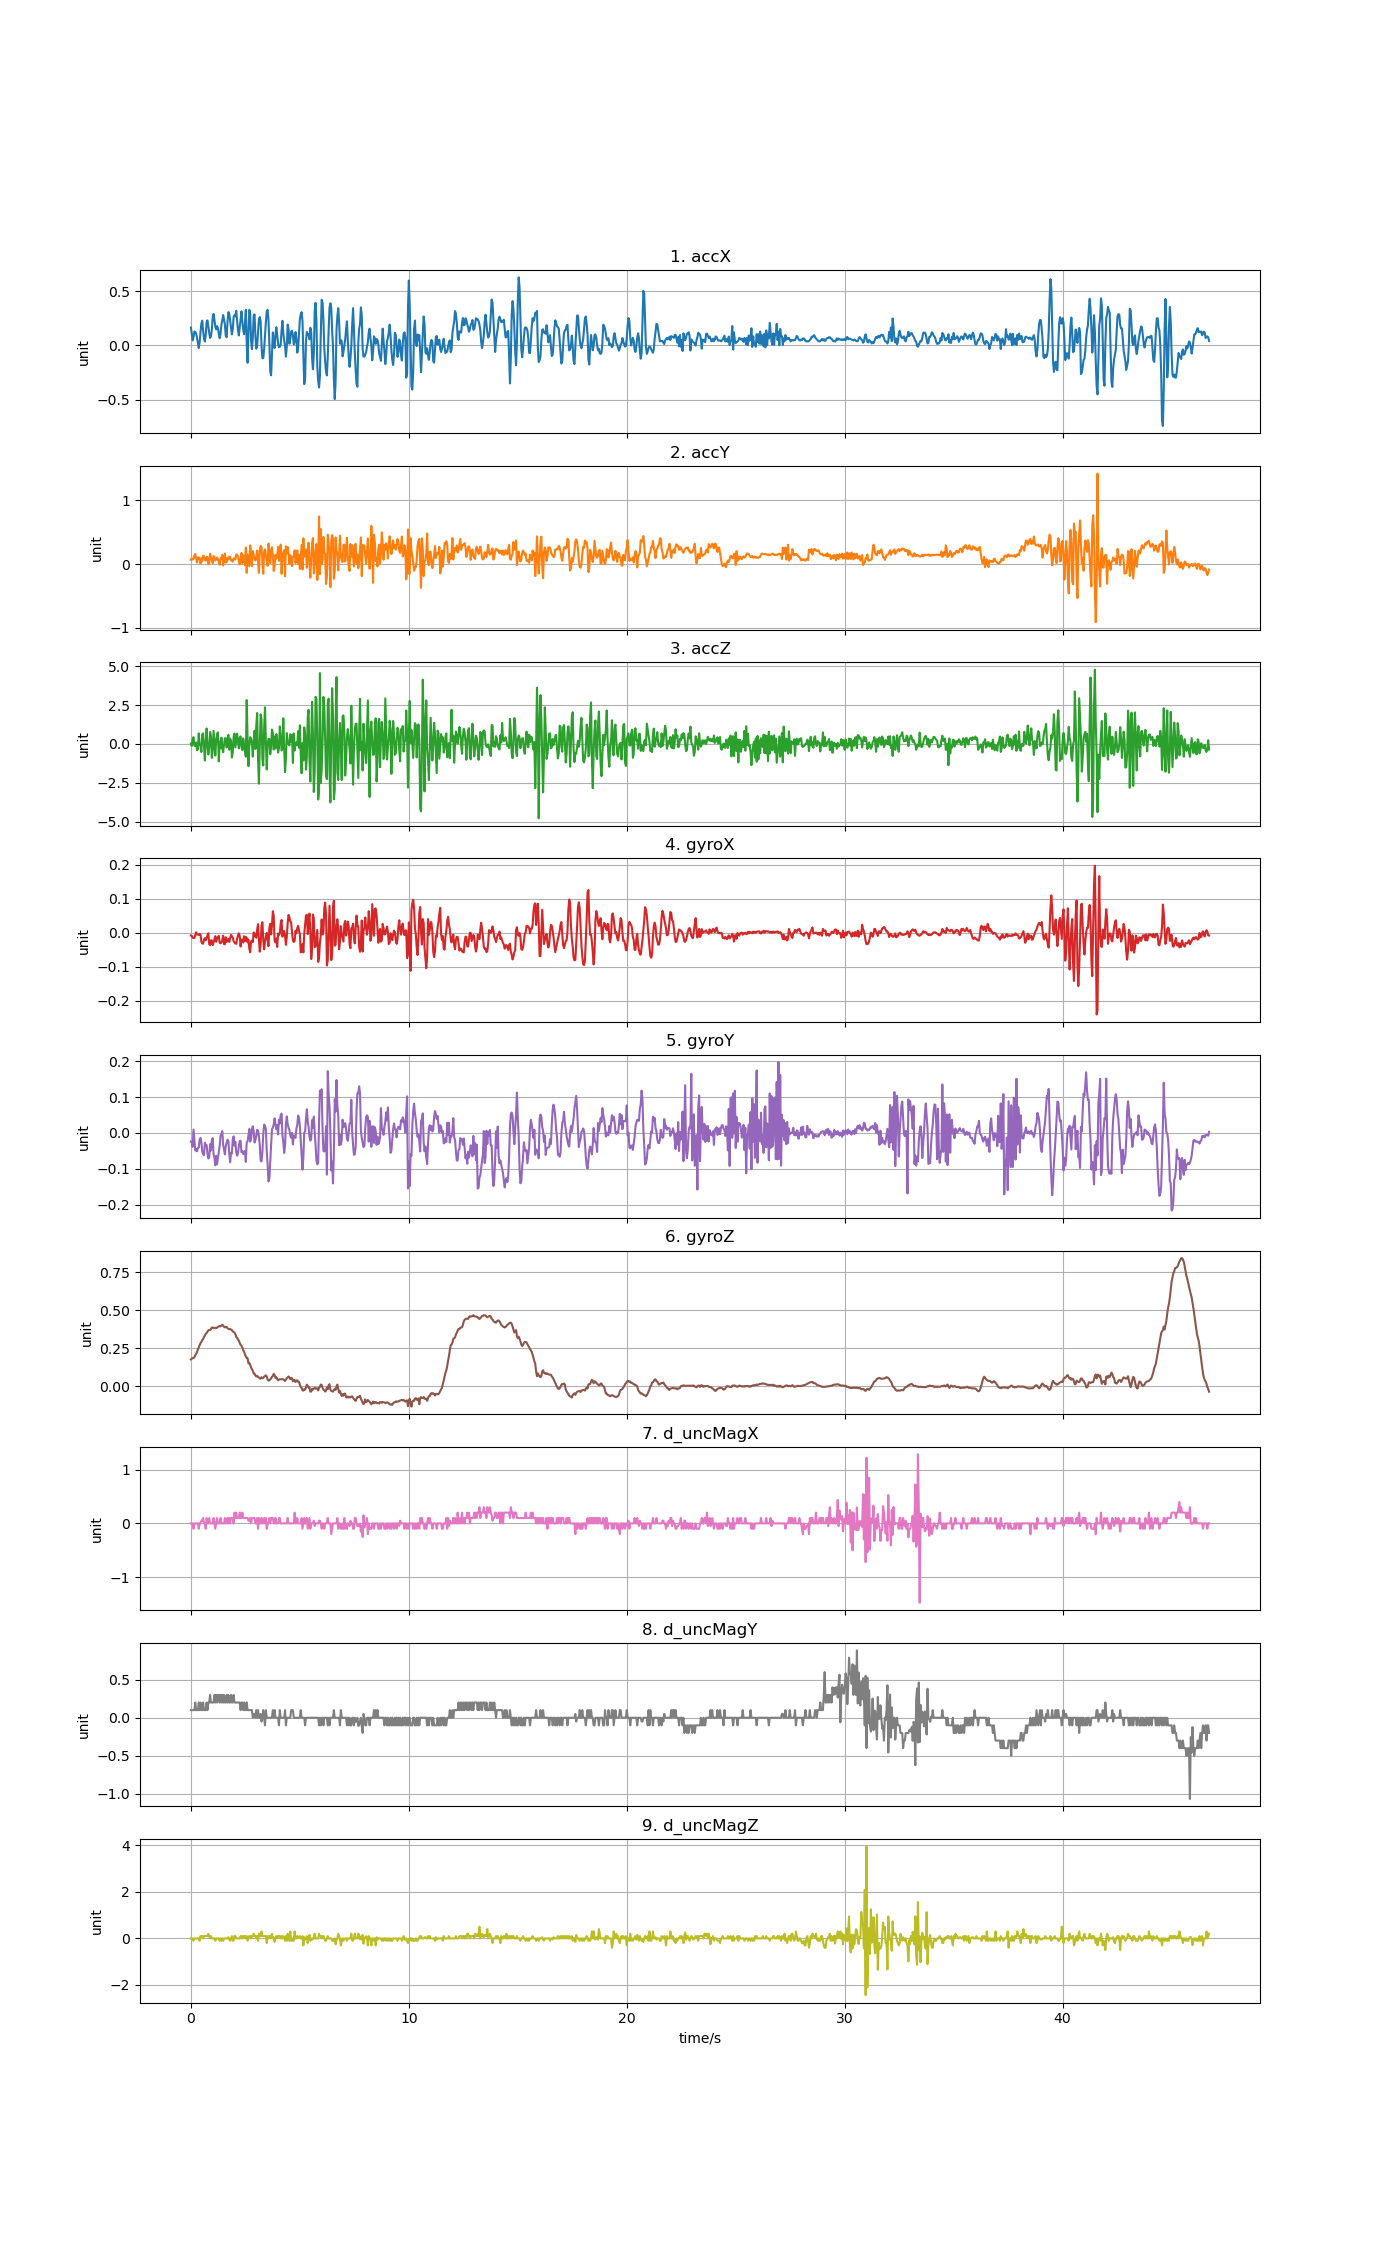 1. accX
0.5
0.0
−0.5
unit
2. accY
1
0
−1
unit
3. accZ
5.0
2.5
0.0
−2.5
−5.0
unit
4. gyroX
0.2
0.1
0.0
−0.1
−0.2
unit
5. gyroY
0.2
0.1
0.0
−0.1
−0.2
unit
6. gyroZ
0.75
0.50
0.25
0.00
unit
7. d_uncMagX
1
0
−1
unit
8. d_uncMagY
0.5
0.0
−0.5
−1.0
unit
9. d_uncMagZ
4
2
0
−2
unit
0 10 20 30 40
time/s